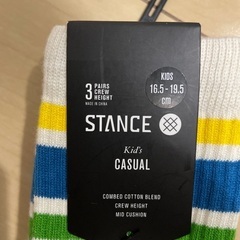 3 PAIRS
CREW
HEIGHT
MADE IN CHINA
KIDS
16.5 - 19.5
cm
STANCE
Kid's
CASUAL
COMBED COTTON BLEND
CREW HEIGHT
MID CUSHION